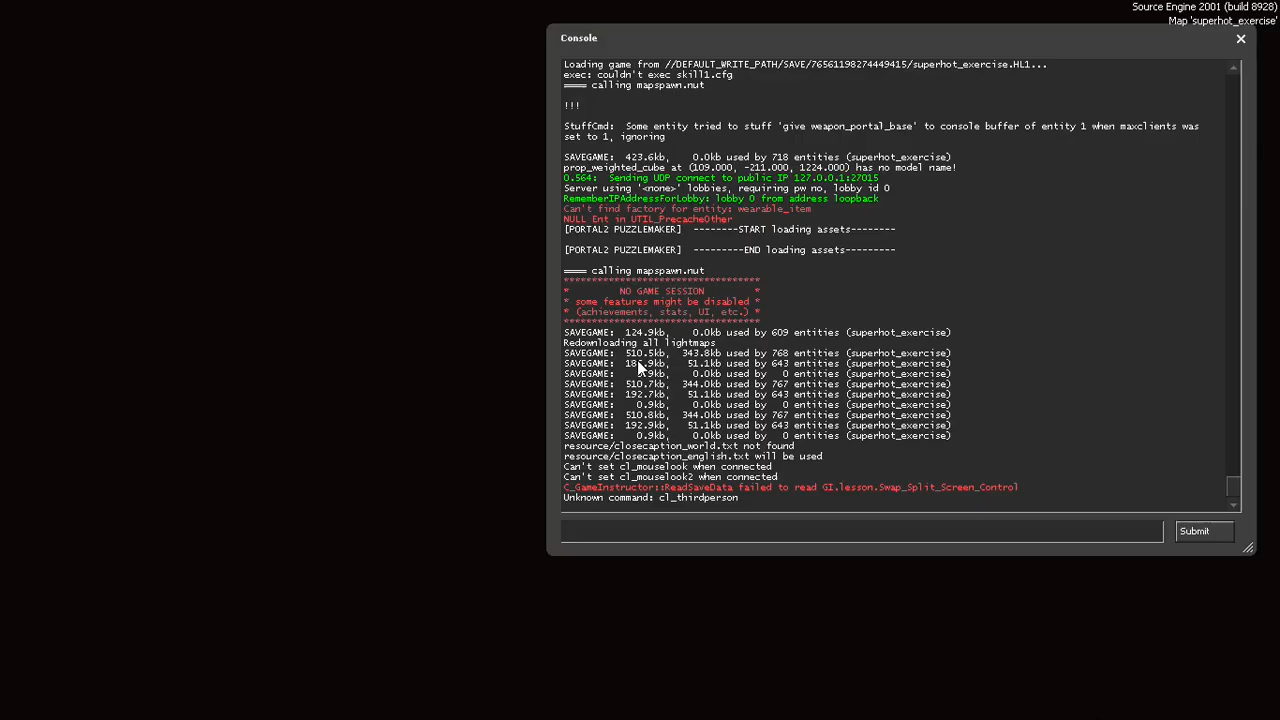 Source Engine 2001 (build 8928)
Map 'superhot_exercise'
Console
Loading game from //DEFAULT_WRITE_PATH/SAVE/76561198274449415/superhot_exercise.HL1...
exec: couldn't exec skill1.cfg
==== calling mapspawn.nut
!!!
StuffCmd:  Some entity tried to stuff 'give weapon_portal_base' to console buffer of entity 1 when maxclients was
set to 1, ignoring
SAVEGAME:  423.6kb,    0.0kb used by 718 entities (superhot_exercise)
prop_weighted_cube at (109.000, -211.000, 1224.000) has no model name!
0.564:  Sending UDP connect to public IP 127.0.0.1:27015
Server using '<none>' lobbies, requiring pw no, lobby id 0
RememberIPAddressForLobby: lobby 0 from address loopback
Can't find factory for entity: wearable_item
NULL Ent in UTIL_PrecacheOther
[PORTAL2 PUZZLEMAKER]  --------START loading assets--------
[PORTAL2 PUZZLEMAKER]  ---------END loading assets--------
==== calling mapspawn.nut
***********************************
*         NO GAME SESSION         *
* some features might be disabled *
* (achievements, stats, UI, etc.) *
***********************************
SAVEGAME:  124.9kb,    0.0kb used by 609 entities (superhot_exercise)
Redownloading all lightmaps
SAVEGAME:  510.5kb,  343.8kb used by 768 entities (superhot_exercise)
SAVEGAME:  51.1kb used by 643 entities (superhot_exercise)
SAVEGAME:  0.0kb used by   0 entities (superhot_exercise)
SAVEGAME:  510.7kb,  344.0kb used by 767 entities (superhot_exercise)
SAVEGAME:  192.7kb,   51.1kb used by 643 entities (superhot_exercise)
SAVEGAME:    0.9kb,    0.0kb used by   0 entities (superhot_exercise)
SAVEGAME:  510.8kb,  344.0kb used by 767 entities (superhot_exercise)
SAVEGAME:  192.9kb,   51.1kb used by 643 entities (superhot_exercise)
SAVEGAME:    0.9kb,    0.0kb used by   0 entities (superhot_exercise)
resource/closecaption_world.txt not found
resource/closecaption_english.txt will be used
Can't set cl_mouselook when connected
Can't set cl_mouselook2 when connected
C_GameInstructor::ReadSaveData failed to read GI.lesson.Swap_Split_Screen_Control
Unknown command: cl_thirdperson
Submit